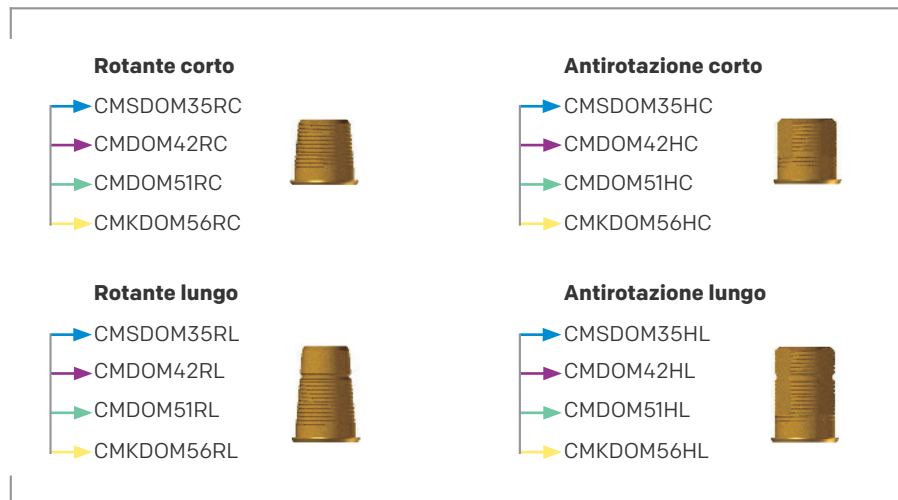 Rotante corto
CMSDOM35RC
CMDOM42RC
CMDOM51RC
CMKDOM56RC
Antirotazione corto
CMSDOM35HC
CMDOM42HC
CMDOM51HC
CMKDOM56HC
Rotante lungo
CMSDOM35RL
CMDOM42RL
CMDOM51RL
CMKDOM56RL
Antirotazione lungo
CMSDOM35HL
CMDOM42HL
CMDOM51HL
CMKDOM56HL